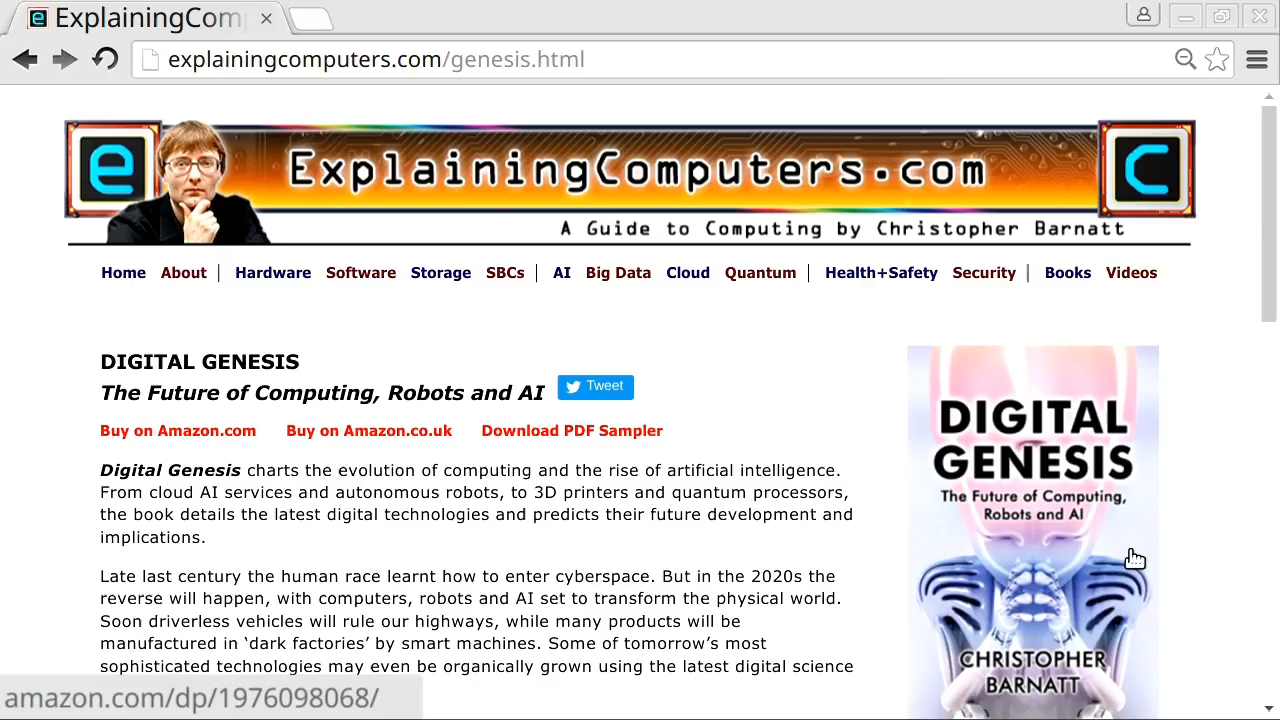 ExplainingCom
explainingcomputers.com/genesis.html
e
ExplainingComputers.com
C
A Guide to Computing by Christopher Barnatt
Home About | Hardware Software Storage SBCs | AI Big Data Cloud Quantum | Health+Safety Security | Books Videos
DIGITAL GENESIS
The Future of Computing, Robots and AI
Tweet
Buy on Amazon.com Buy on Amazon.co.uk Download PDF Sampler
Digital Genesis charts the evolution of computing and the rise of artificial intelligence.
From cloud AI services and autonomous robots, to 3D printers and quantum processors,
the book details the latest digital technologies and predicts their future development and
implications.
Late last century the human race learnt how to enter cyberspace. But in the 2020s the
reverse will happen, with computers, robots and AI set to transform the physical world.
Soon driverless vehicles will rule our highways, while many products will be
manufactured in ‘dark factories’ by smart machines. Some of tomorrow’s most
sophisticated technologies may even be organically grown using the latest digital science
DIGITAL
GENESIS
The Future of Computing,
Robots and AI
CHRISTOPHER
BARNATT
amazon.com/dp/1976098068/